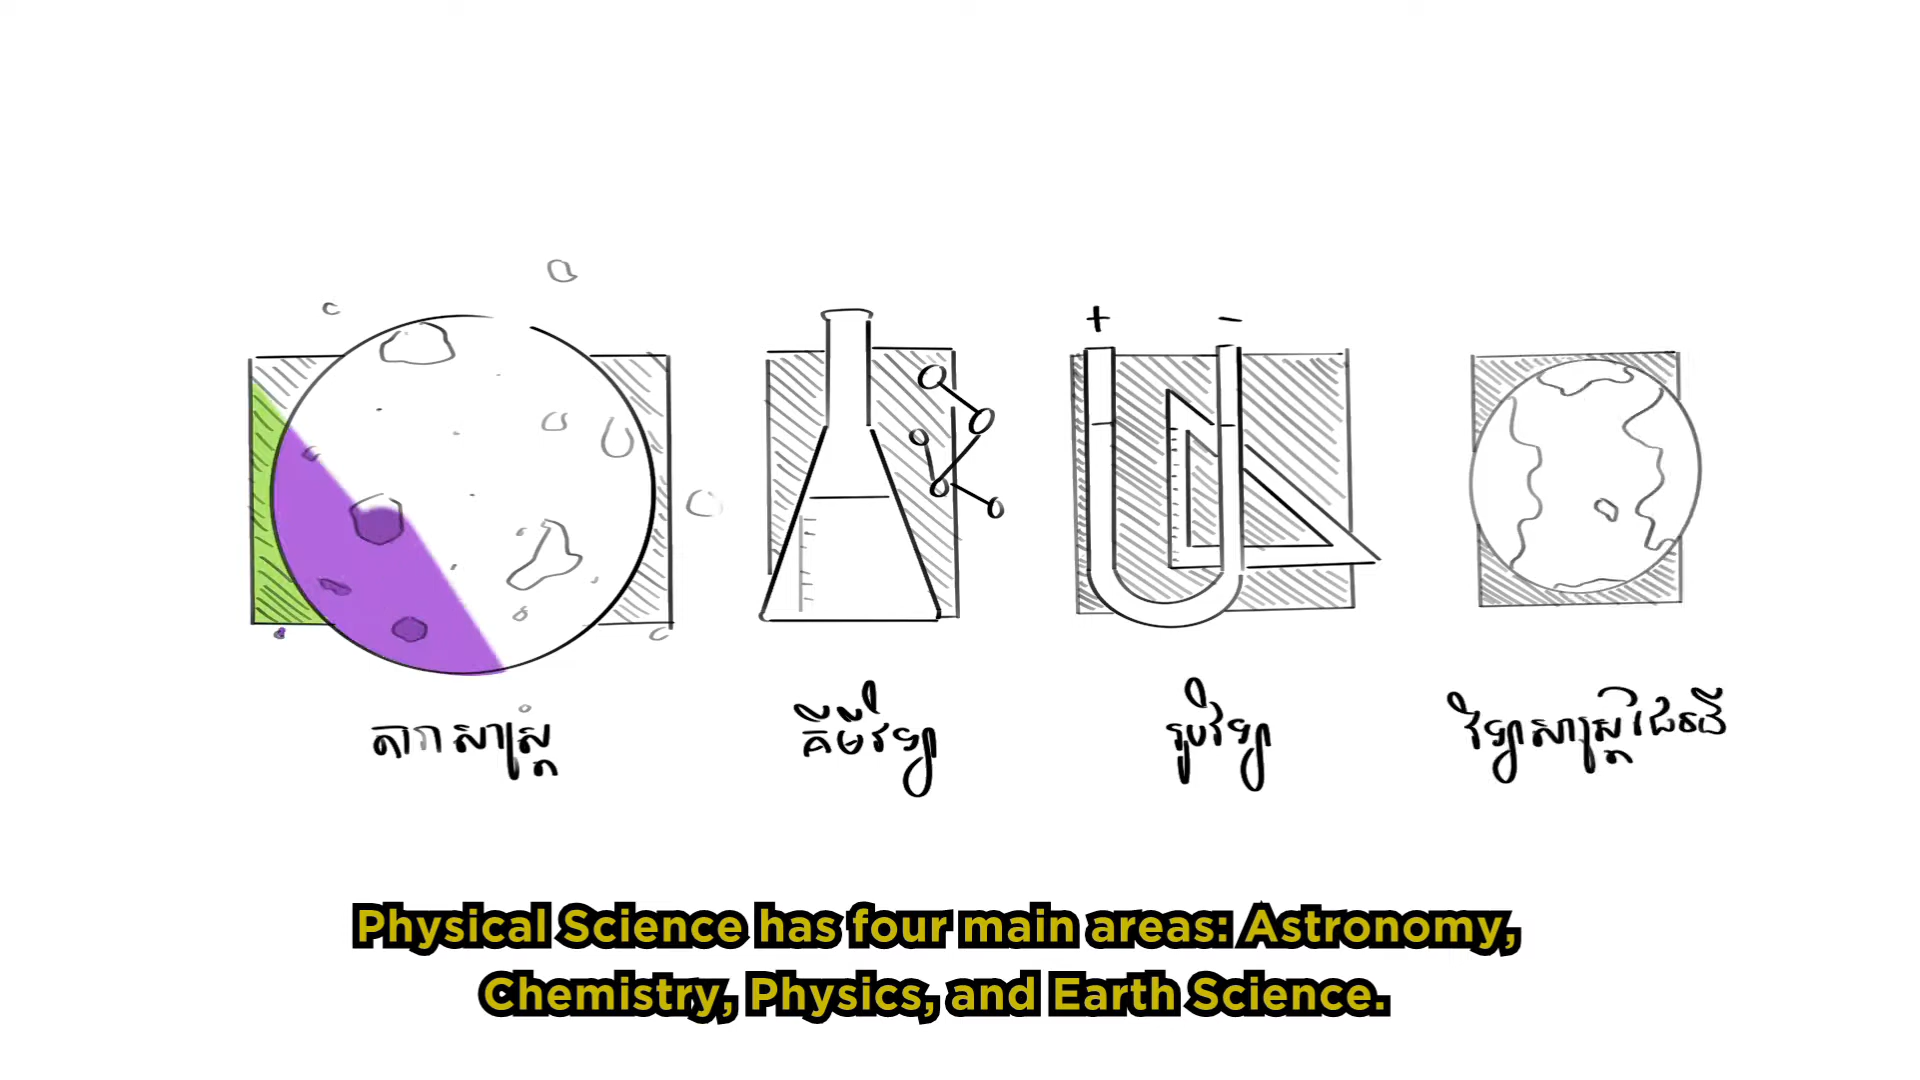 + -
តារាសាស្ត្រ
គីមីវិទ្យា
រូបវិទ្យា
វិទ្យាសាស្ត្រផែនដី
Physical Science has four main areas: Astronomy,
Chemistry, Physics, and Earth Science.